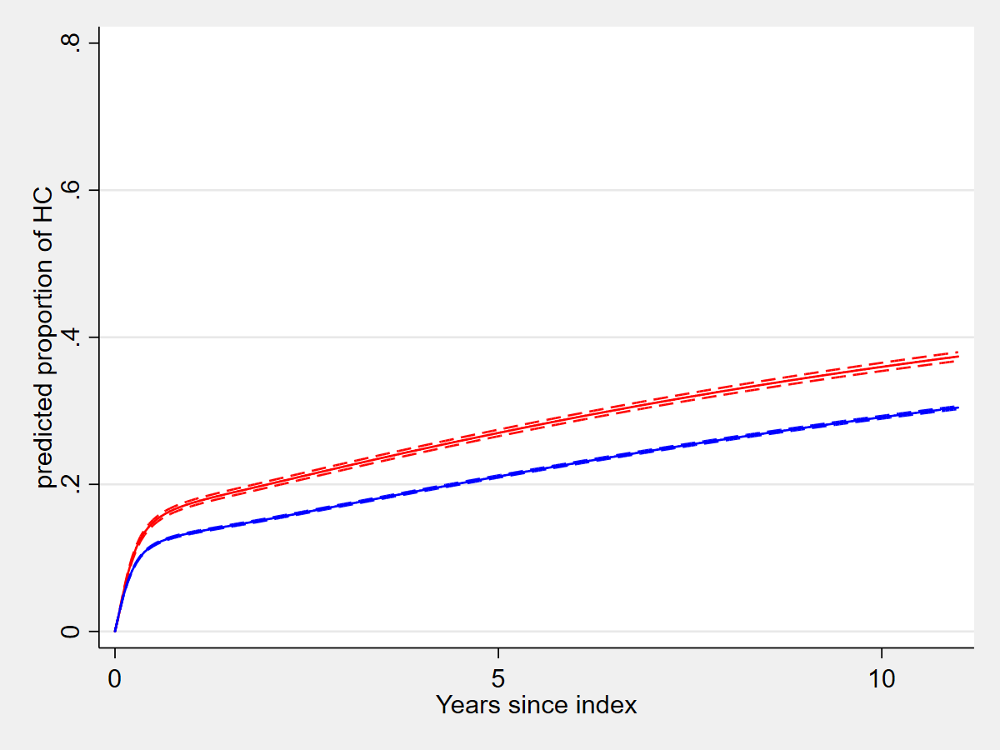 .8
.6
.4
.2
0
predicted proportion of HC
0 5 10
Years since index